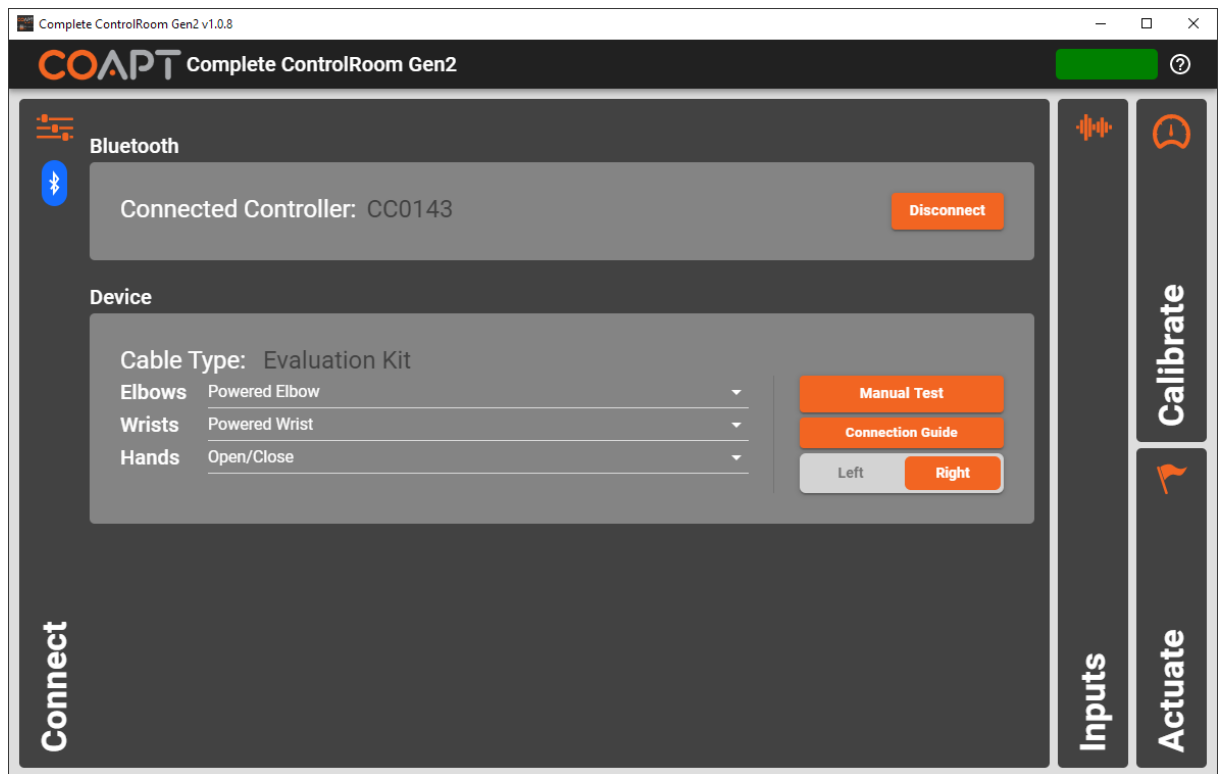 Complete ControlRoom Gen2 v1.0.8
COAPT Complete ControlRoom Gen2
Bluetooth
Connected Controller: CC0143
Disconnect
Device
Cable Type: Evaluation Kit
Elbows Powered Elbow
Wrists Powered Wrist
Hands Open/Close
Manual Test
Connection Guide
Left Right
Connect
Inputs
Calibrate
Actuate